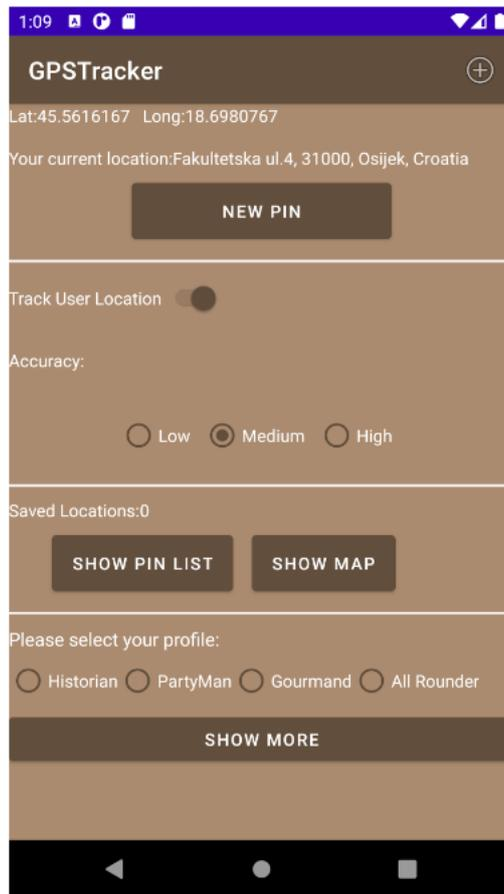 1:09
GPSTracker
Lat:45.5616167 Long:18.6980767
Your current location:Fakultetska ul.4, 31000, Osijek, Croatia
NEW PIN
Track User Location
Accuracy:
Low Medium High
Saved Locations:0
SHOW PIN LIST SHOW MAP
Please select your profile:
Historian PartyMan Gourmand All Rounder
SHOW MORE